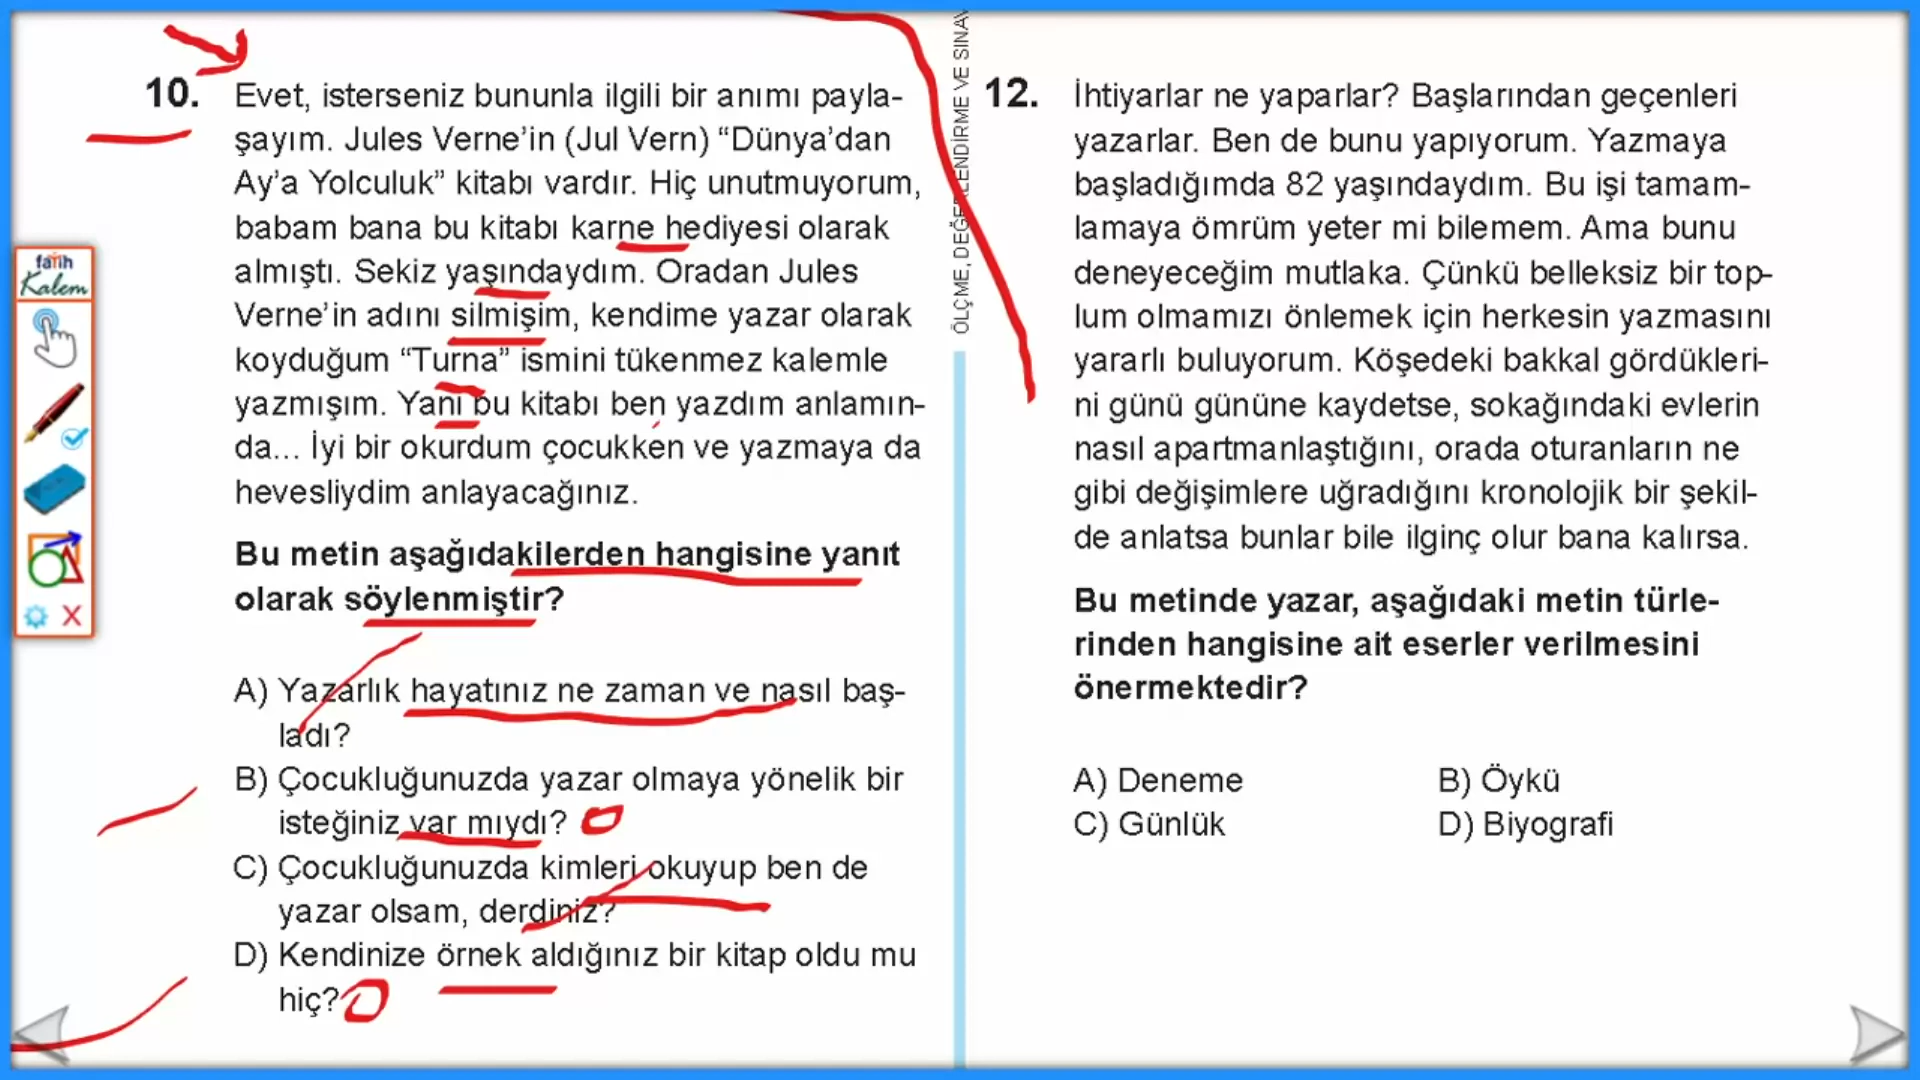 10. Evet, isterseniz bununla ilgili bir anımı payla-
şayım. Jules Verne’in (Jul Vern) “Dünya’dan
Ay’a Yolculuk” kitabı vardır. Hiç unutmuyorum,
babam bana bu kitabı karne hediyesi olarak
almıştı. Sekiz yaşındaydım. Oradan Jules
Verne’in adını silmişim, kendime yazar olarak
koyduğum “Turna” ismini tükenmez kalemle
yazmışım. Yani bu kitabı ben yazdım anlamın-
da... İyi bir okurdum çocukken ve yazmaya da
hevesliydim anlayacağınız.
Bu metin aşağıdakilerden hangisine yanıt
olarak söylenmiştir?
A) Yazarlık hayatınız ne zaman ve nasıl baş-
ladı?
B) Çocukluğunuzda yazar olmaya yönelik bir
isteğiniz var mıydı?
C) Çocukluğunuzda kimleri okuyup ben de
yazar olsam, derdiniz?
D) Kendinize örnek aldığınız bir kitap oldu mu
hiç?
ÖLÇME, DEĞERLENDİRME VE SINAV
12. İhtiyarlar ne yaparlar? Başlarından geçenleri
yazarlar. Ben de bunu yapıyorum. Yazmaya
başladığımda 82 yaşındaydım. Bu işi tamam-
lamaya ömrüm yeter mi bilemem. Ama bunu
deneyeceğim mutlaka. Çünkü belleksiz bir top-
lum olmamızı önlemek için herkesin yazmasını
yararlı buluyorum. Köşedeki bakkal gördükleri-
ni günü gününe kaydetse, sokağındaki evlerin
nasıl apartmanlaştığını, orada oturanların ne
gibi değişimlere uğradığını kronolojik bir şekil-
de anlatsa bunlar bile ilginç olur bana kalırsa.
Bu metinde yazar, aşağıdaki metin türle-
rinden hangisine ait eserler verilmesini
önermektedir?
A) Deneme B) Öykü
C) Günlük D) Biyografi
fatih
Kalem